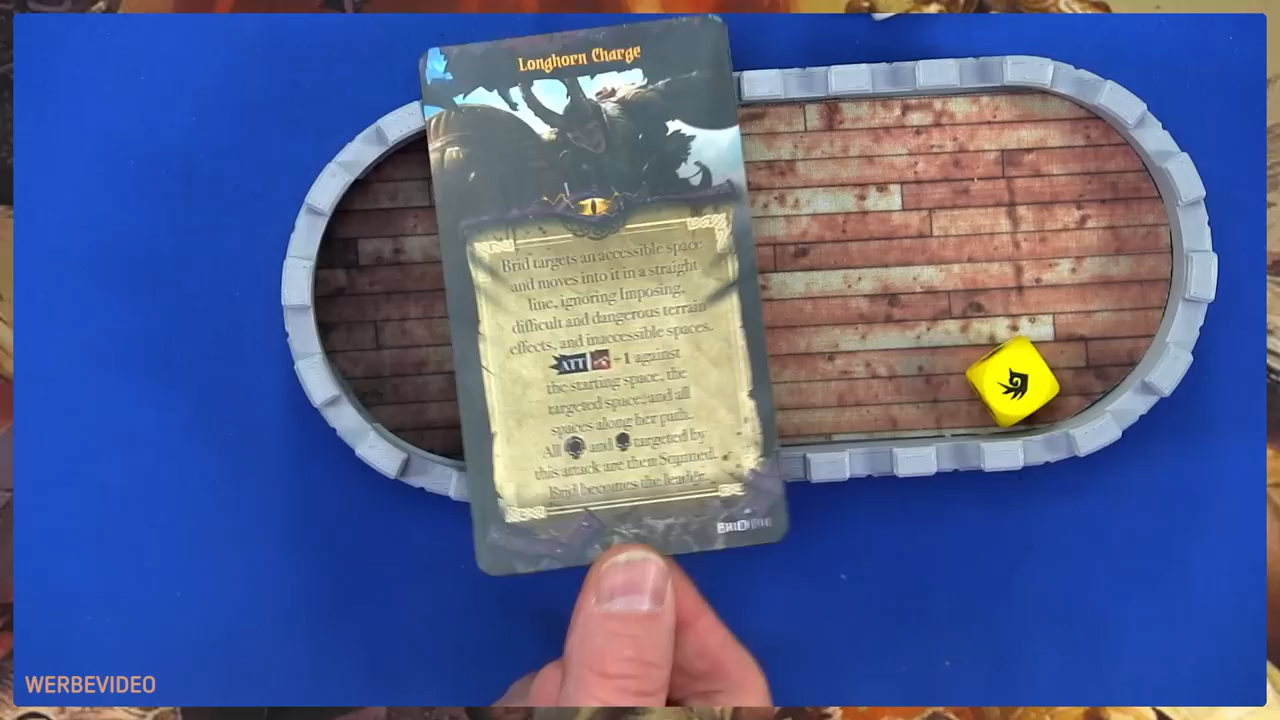 Longhorn Charge
Brid targets an accessible space
and moves into it in a straight
line, ignoring Imposing,
difficult and dangerous terrain
effects, and inaccessible spaces.
ATT +1 against
the starting space, the
targeted space, and all
spaces along her path.
All and targeted by
this attack are then Stunned.
Brid becomes the leader.
BRID
WERBEVIDEO